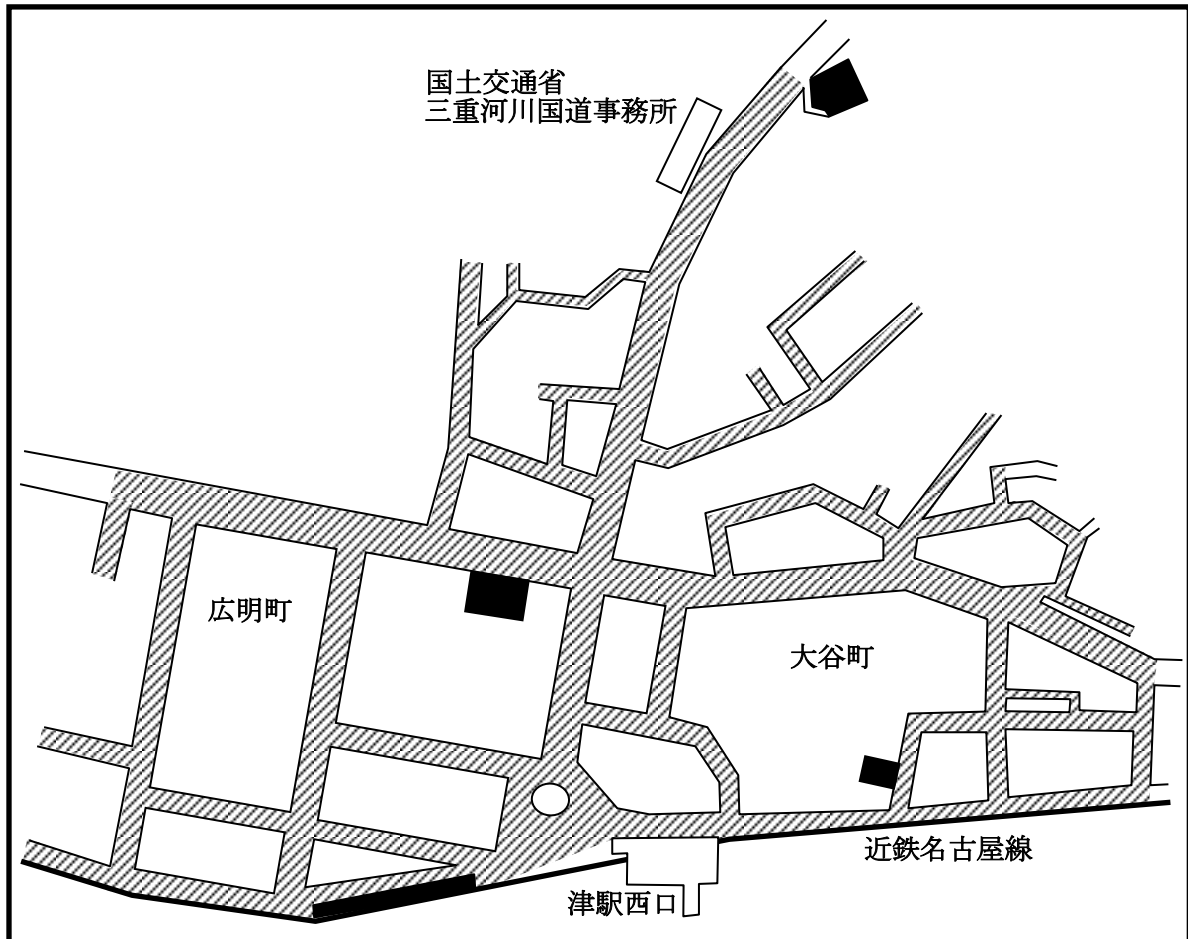 国土交通省
三重河川国道事務所
広明町
大谷町
近鉄名古屋線
津駅西口